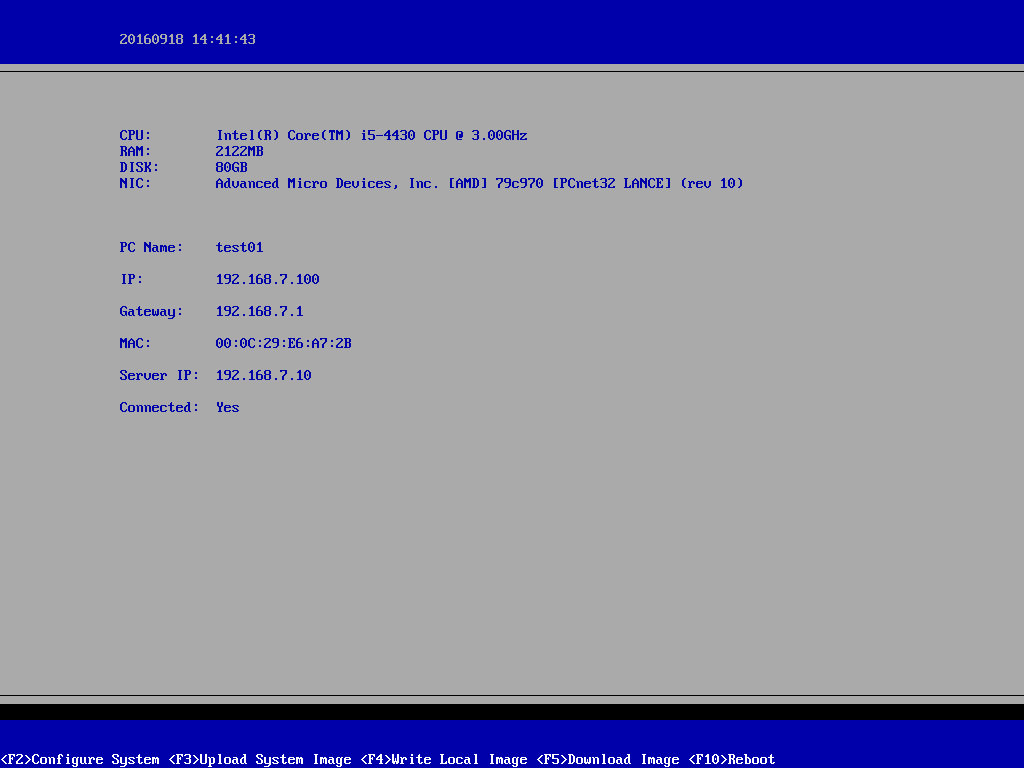 20160918 14:41:43
CPU: Intel(R) Core(TM) i5-4430 CPU @ 3.00GHz
RAM: 2122MB
DISK: 80GB
NIC: Advanced Micro Devices, Inc. [AMD] 79c970 [PCnet32 LANCE] (rev 10)
PC Name: test01
IP: 192.168.7.100
Gateway: 192.168.7.1
MAC: 00:0C:29:E6:A7:2B
Server IP: 192.168.7.10
Connected: Yes
<F2>Configure System <F3>Upload System Image <F4>Write Local Image <F5>Download Image <F10>Reboot